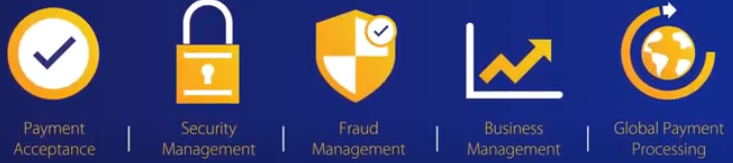 Payment
Acceptance
Security
Management
Fraud
Management
Business
Management
Global Payment
Processing